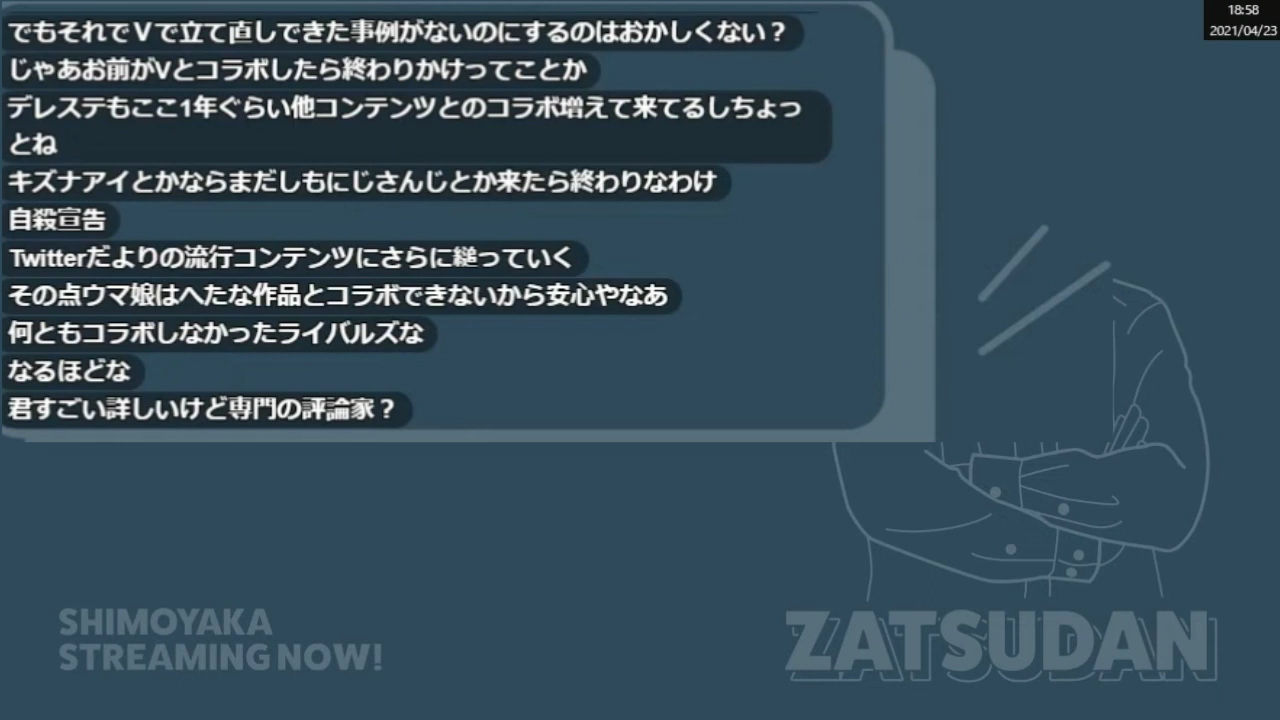 18:58
2021/04/23
でもそれでＶで立て直しできた事例がないのにするのはおかしくない？
じゃあお前がVとコラボしたら終わりかけってことか
デレステもここ1年ぐらい他コンテンツとのコラボ増えて来てるしちょっ
とね
キズナアイとかならまだしもにじさんじとか来たら終わりなわけ
自殺宣告
Twitterだよりの流行コンテンツにさらに縋っていく
その点ウマ娘はへたな作品とコラボできないから安心やなあ
何ともコラボしなかったライバルズな
なるほどな
君すごい詳しいけど専門の評論家？
SHIMOYAKA
STREAMING NOW!
ZATSUDAN